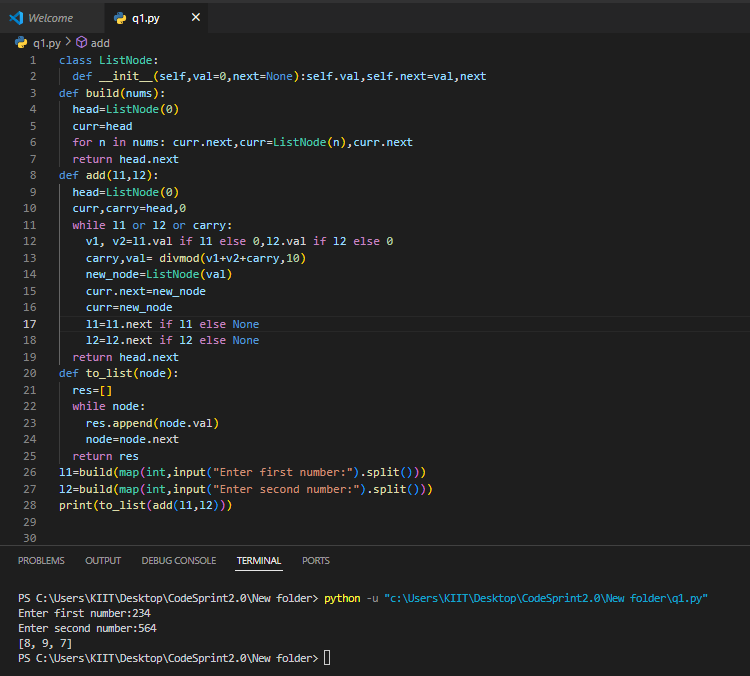 Welcome
q1.py
q1.py > add
1 class ListNode:
2 def __init__(self,val=0,next=None):self.val,self.next=val,next
3 def build(nums):
4 head=ListNode(0)
5 curr=head
6 for n in nums: curr.next,curr=ListNode(n),curr.next
7 return head.next
8 def add(l1,l2):
9 head=ListNode(0)
10 curr,carry=head,0
11 while l1 or l2 or carry:
12 v1, v2=l1.val if l1 else 0,l2.val if l2 else 0
13 carry,val= divmod(v1+v2+carry,10)
14 new_node=ListNode(val)
15 curr.next=new_node
16 curr=new_node
17 l1=l1.next if l1 else None
18 l2=l2.next if l2 else None
19 return head.next
20 def to_list(node):
21 res=[]
22 while node:
23 res.append(node.val)
24 node=node.next
25 return res
26 l1=build(map(int,input("Enter first number:").split()))
27 l2=build(map(int,input("Enter second number:").split()))
28 print(to_list(add(l1,l2)))
29
30
PROBLEMS OUTPUT DEBUG CONSOLE TERMINAL PORTS
PS C:\Users\KIIT\Desktop\CodeSprint2.0\New folder> python -u "c:\Users\KIIT\Desktop\CodeSprint2.0\New folder\q1.py"
Enter first number:234
Enter second number:564
[8, 9, 7]
PS C:\Users\KIIT\Desktop\CodeSprint2.0\New folder>